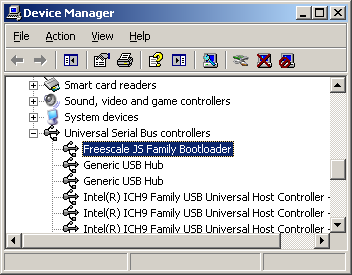 Device Manager
File Action View Help
Smart card readers
Sound, video and game controllers
System devices
Universal Serial Bus controllers
Freescale JS Family Bootloader
Generic USB Hub
Generic USB Hub
Intel(R) ICH9 Family USB Universal Host Controller -
Intel(R) ICH9 Family USB Universal Host Controller -
Intel(R) ICH9 Family USB Universal Host Controller -